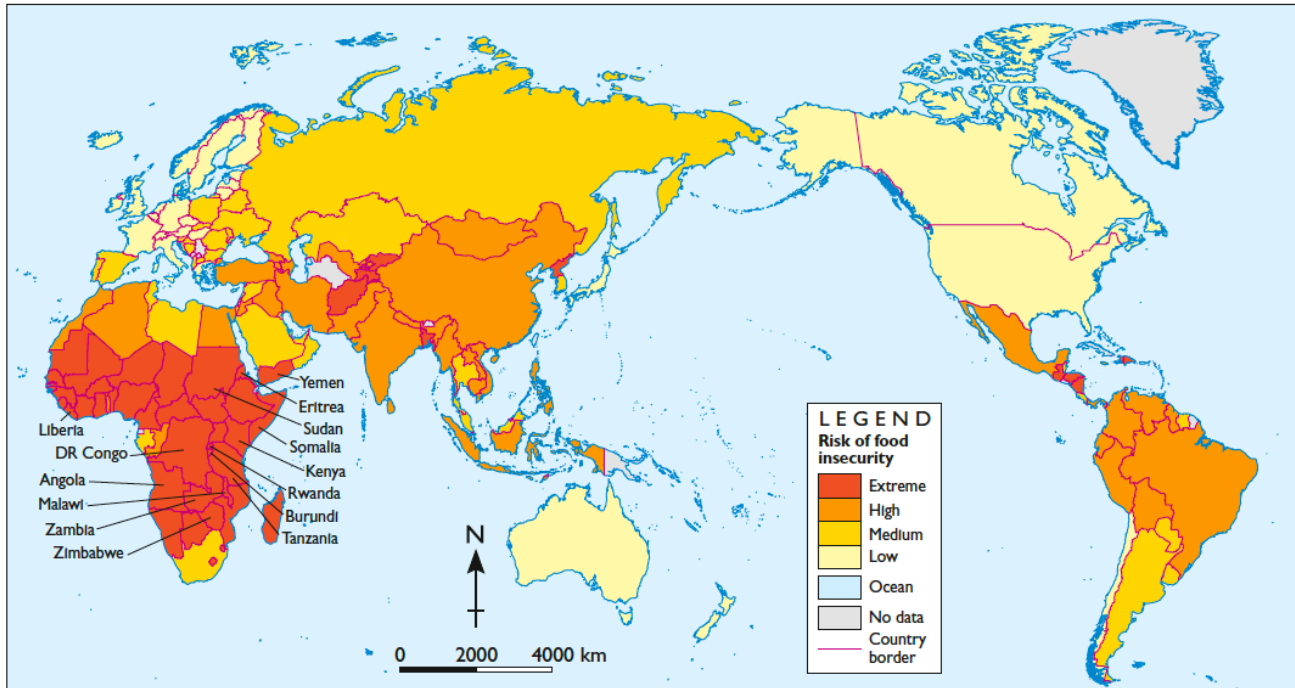 Yemen
Eritrea
Sudan
Somalia
Kenya
Rwanda
Burundi
Tanzania
Liberia
DR Congo
Angola
Malawi
Zambia
Zimbabwe
N
0 2000 4000 km
LEGEND
Risk of food
insecurity
Extreme
High
Medium
Low
Ocean
No data
Country
border